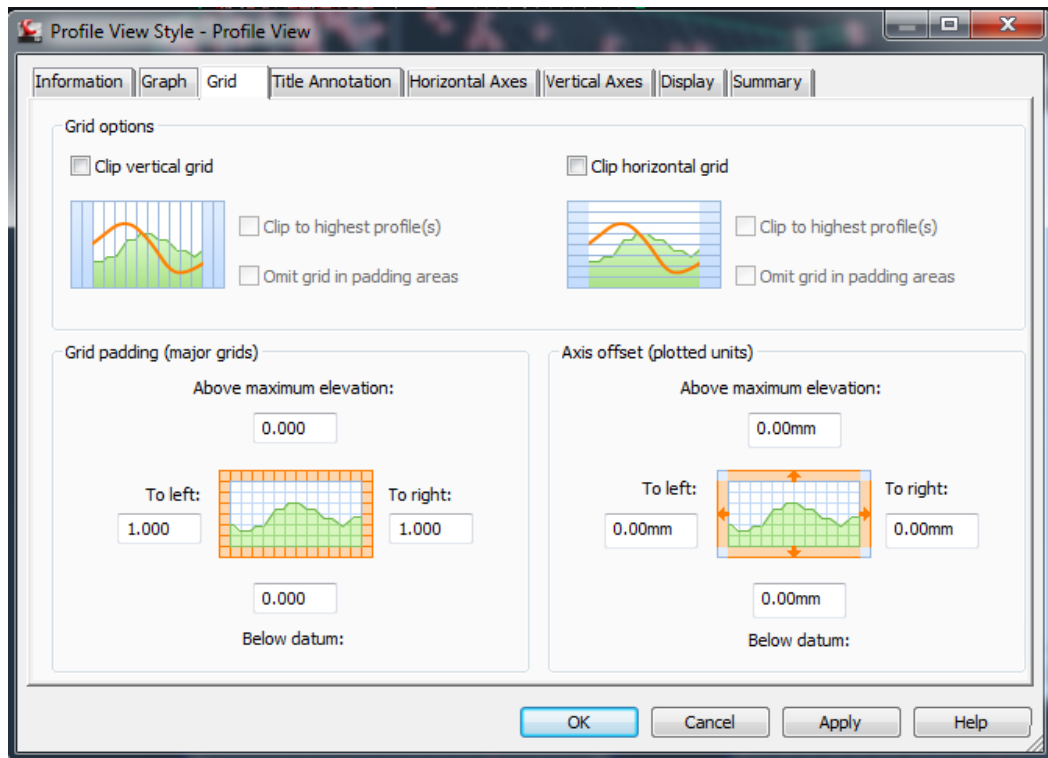 Profile View Style - Profile View
Information Graph Grid Title Annotation Horizontal Axes Vertical Axes Display Summary
Grid options
Clip vertical grid
Clip to highest profile(s)
Omit grid in padding areas
Clip horizontal grid
Clip to highest profile(s)
Omit grid in padding areas
Grid padding (major grids)
Above maximum elevation:
0.000
To left:
1.000
To right:
1.000
0.000
Below datum:
Axis offset (plotted units)
Above maximum elevation:
0.00mm
To left:
0.00mm
To right:
0.00mm
0.00mm
Below datum:
OK Cancel Apply Help